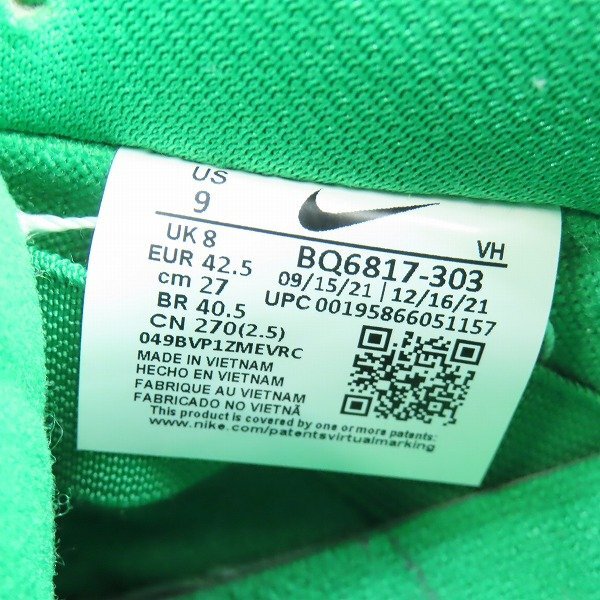 US
9
UK 8
EUR 42.5
cm 27
BR 40.5
CN 270(2.5)
049BVP1ZMEVRC
VH
BQ6817-303
09/15/21 | 12/16/21
UPC 00195866051157
MADE IN VIETNAM
HECHO EN VIETNAM
FABRIQUE AU VIETNAM
FABRICADO NO VIETNÃ
This product is covered by one or more patents:
www.nike.com/patentsvirtualmarking